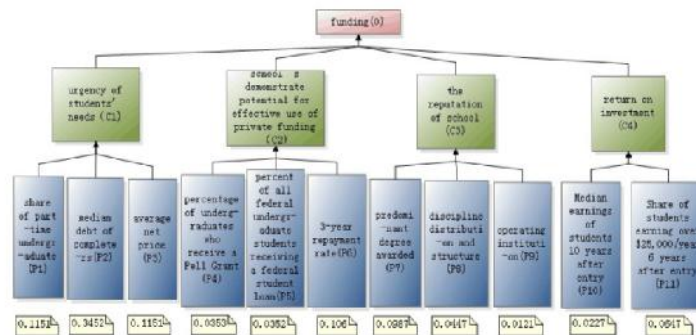 funding(O)
urgency of
students'
needs (C1)
school s
demonstrate
potential for
effective use of
private funding
(C2)
the
reputation
of school
(C3)
return on
investment
(C4)
share
of part
-time
undergr-
aduate
(P1)
median
debt of
complete
-rs(P2)
average
net
price(P3)
percentage
of underg-
raduates
who
receive a
Pell Grant
(P4)
percent
of all
federal
undergr-
aduate
students
receiving
a federal
student
loan(P5)
3-year
repayment
rate(P6)
predomi
-nant
degree
awarded
(P7)
discipline
distributi
-on and
structure
(P8)
operating
instituti
-on(P9)
Median
earnings of
students
10 years
after
entry
(P10)
Share of
students
earning over
$25,000/year
6 years
after entry
(P11)
0.1151
0.3452
0.1151
0.0353
0.0352
0.106
0.0987
0.0447
0.0121
0.0227
0.0647